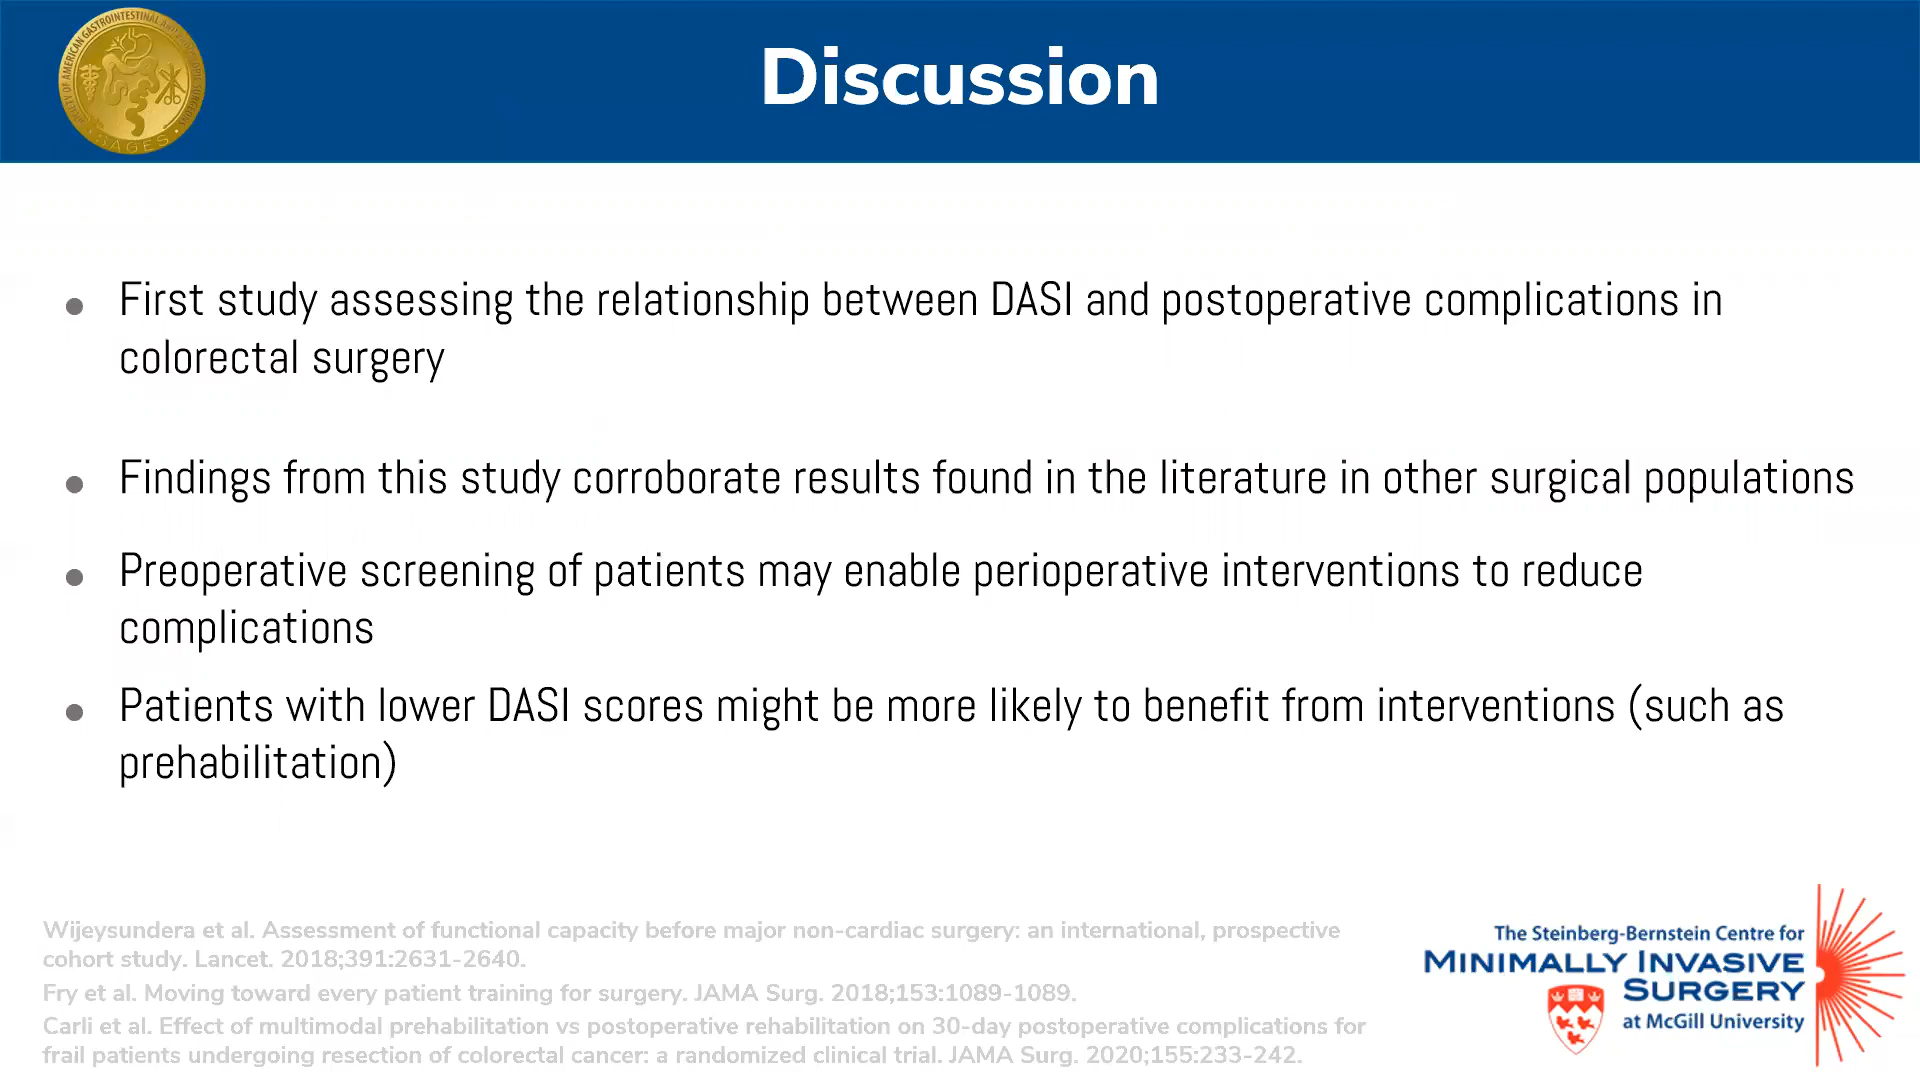 Discussion
SAGES
First study assessing the relationship between DASI and postoperative complications in
colorectal surgery
Findings from this study corroborate results found in the literature in other surgical populations
Preoperative screening of patients may enable perioperative interventions to reduce
complications
Patients with lower DASI scores might be more likely to benefit from interventions (such as
prehabilitation)
Wijeysundera et al. Assessment of functional capacity before major non-cardiac surgery: an international, prospective
cohort study. Lancet. 2018;391:2631-2640.
Fry et al. Moving toward every patient training for surgery. JAMA Surg. 2018;153:1089-1089.
Carli et al. Effect of multimodal prehabilitation vs postoperative rehabilitation on 30-day postoperative complications for
frail patients undergoing resection of colorectal cancer: a randomized clinical trial. JAMA Surg. 2020;155:233-242.
The Steinberg-Bernstein Centre for
MINIMALLY INVASIVE
SURGERY
at McGill University